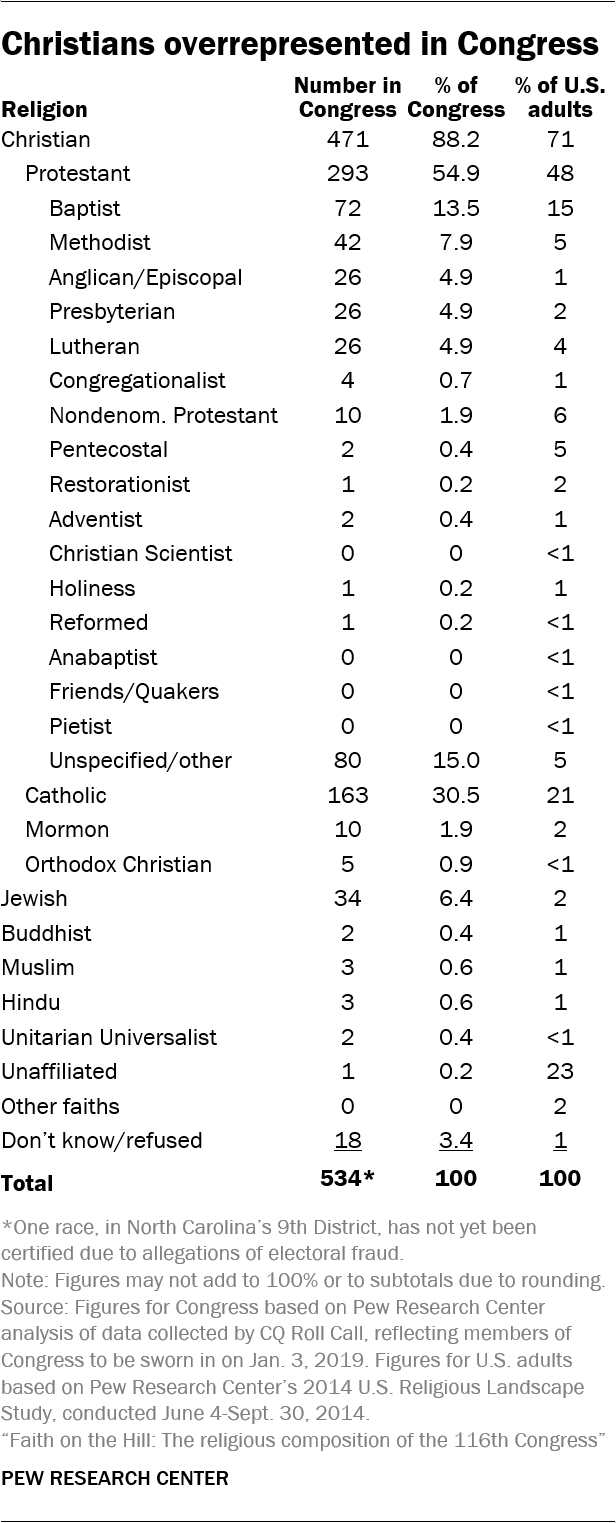 Christians overrepresented in Congress
Religion Number in Congress % of Congress % of U.S. adults
Christian 471 88.2 71
Protestant 293 54.9 48
Baptist 72 13.5 15
Methodist 42 7.9 5
Anglican/Episcopal 26 4.9 1
Presbyterian 26 4.9 2
Lutheran 26 4.9 4
Congregationalist 4 0.7 1
Nondenom. Protestant 10 1.9 6
Pentecostal 2 0.4 5
Restorationist 1 0.2 2
Adventist 2 0.4 1
Christian Scientist 0 0 <1
Holiness 1 0.2 1
Reformed 1 0.2 <1
Anabaptist 0 0 <1
Friends/Quakers 0 0 <1
Pietist 0 0 <1
Unspecified/other 80 15.0 5
Catholic 163 30.5 21
Mormon 10 1.9 2
Orthodox Christian 5 0.9 <1
Jewish 34 6.4 2
Buddhist 2 0.4 1
Muslim 3 0.6 1
Hindu 3 0.6 1
Unitarian Universalist 2 0.4 <1
Unaffiliated 1 0.2 23
Other faiths 0 0 2
Don't know/refused 18 3.4 1
Total 534* 100 100
*One race, in North Carolina's 9th District, has not yet been
certified due to allegations of electoral fraud.
Note: Figures may not add to 100% or to subtotals due to rounding.
Source: Figures for Congress based on Pew Research Center
analysis of data collected by CQ Roll Call, reflecting members of
Congress to be sworn in on Jan. 3, 2019. Figures for U.S. adults
based on Pew Research Center's 2014 U.S. Religious Landscape
Study, conducted June 4-Sept. 30, 2014.
“Faith on the Hill: The religious composition of the 116th Congress”
PEW RESEARCH CENTER